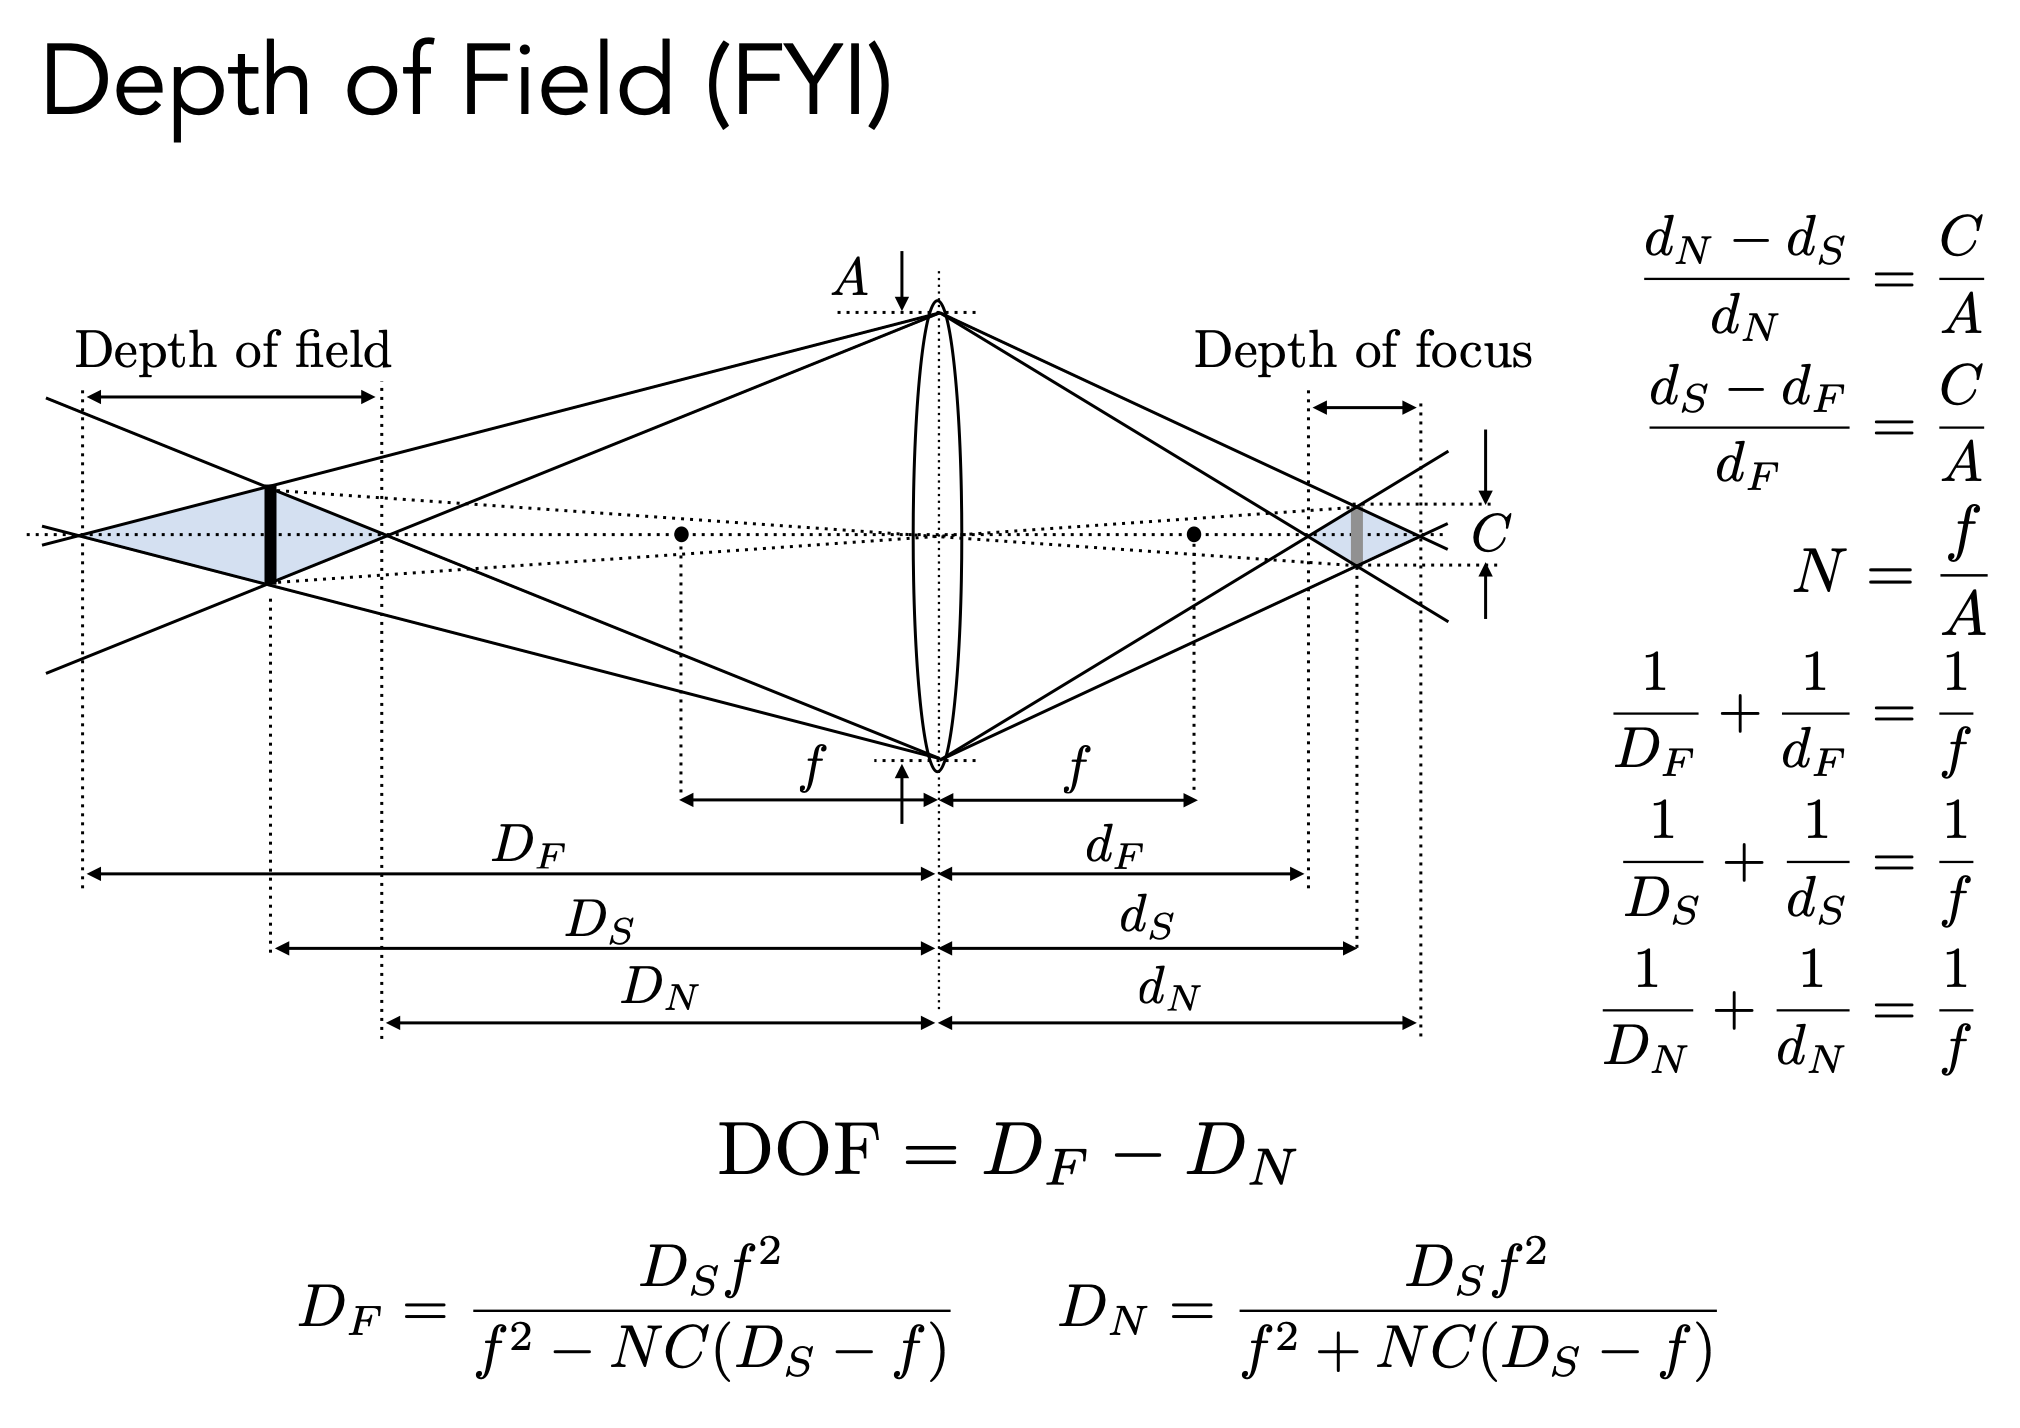 Depth of Field (FYI)
A
Depth of field
Depth of focus
C
f
f
D_F
d_F
D_S
d_S
D_N
d_N
\frac{d_N - d_S}{d_N} = \frac{C}{A}
\frac{d_S - d_F}{d_F} = \frac{C}{A}
N = \frac{f}{A}
\frac{1}{D_F} + \frac{1}{d_F} = \frac{1}{f}
\frac{1}{D_S} + \frac{1}{d_S} = \frac{1}{f}
\frac{1}{D_N} + \frac{1}{d_N} = \frac{1}{f}
DOF = D_F - D_N
D_F = \frac{D_S f^2}{f^2 - NC(D_S - f)}
D_N = \frac{D_S f^2}{f^2 + NC(D_S - f)}